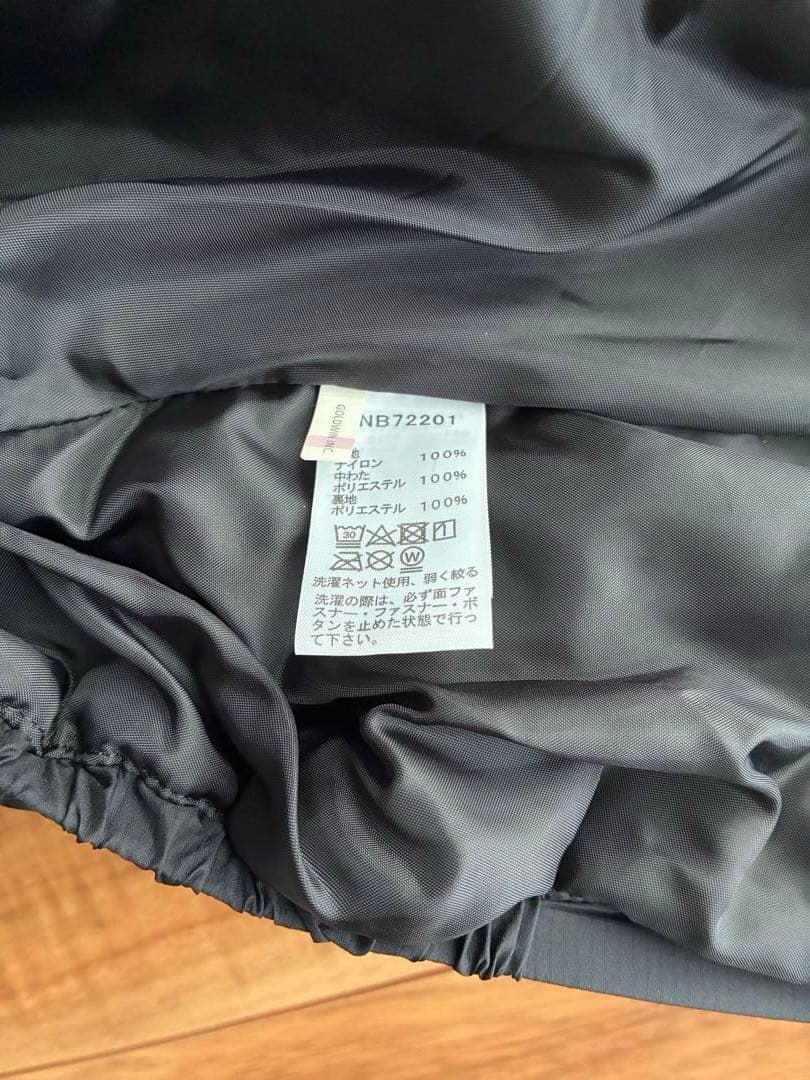 GOLDWIN INC.
NB72201
地
ナイロン 100%
中わた
ポリエステル 100%
裏地
ポリエステル 100%
30
1
W
洗濯ネット使用、弱く絞る
洗濯の際は、必ず面ファ
スナー・ファスナー・ボ
タンを止めた状態で行っ
て下さい。